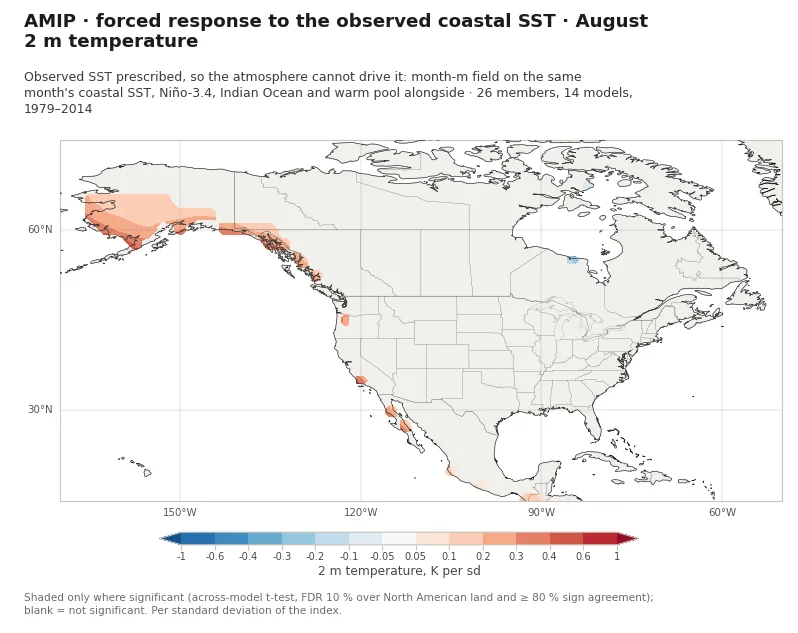 AMIP · forced response to the observed coastal SST · August
2 m temperature
Observed SST prescribed, so the atmosphere cannot drive it: month-m field on the same
month's coastal SST, Niño-3.4, Indian Ocean and warm pool alongside · 26 members, 14 models,
1979–2014
60°N
30°N
150°W 120°W 90°W 60°W
-1 -0.6 -0.4 -0.3 -0.2 -0.1 -0.05 0.05 0.1 0.2 0.3 0.4 0.6 1
2 m temperature, K per sd
Shaded only where significant (across-model t-test, FDR 10 % over North American land and ≥ 80 % sign agreement);
blank = not significant. Per standard deviation of the index.